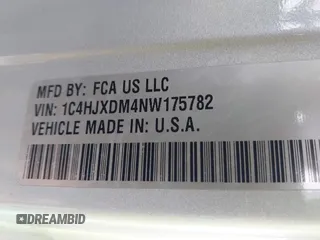 MFD BY: FCA US LLC
VIN: 1C4HJXDM4NW175782
VEHICLE MADE IN: U.S.A.
DREAMBID